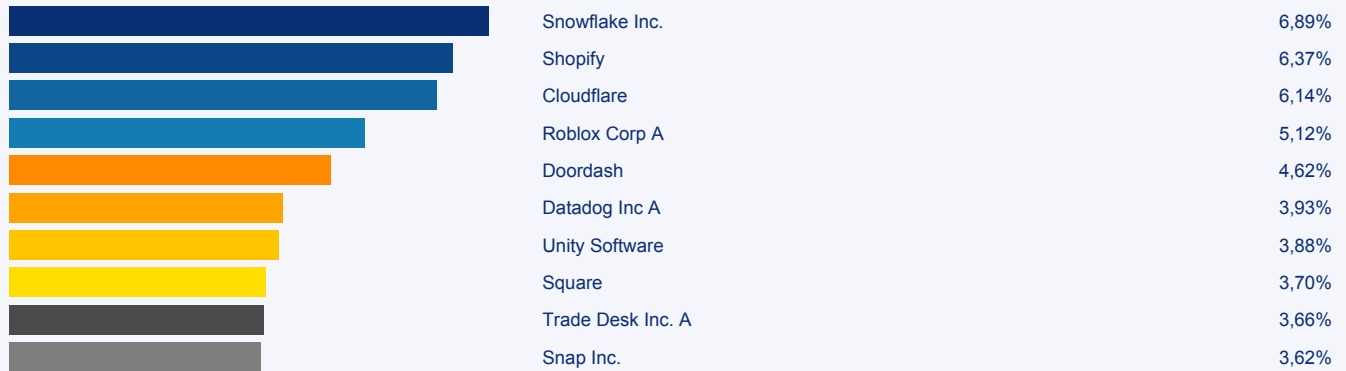 Snowflake Inc. 6,89%
Shopify 6,37%
Cloudflare 6,14%
Roblox Corp A 5,12%
Doordash 4,62%
Datadog Inc A 3,93%
Unity Software 3,88%
Square 3,70%
Trade Desk Inc. A 3,66%
Snap Inc. 3,62%